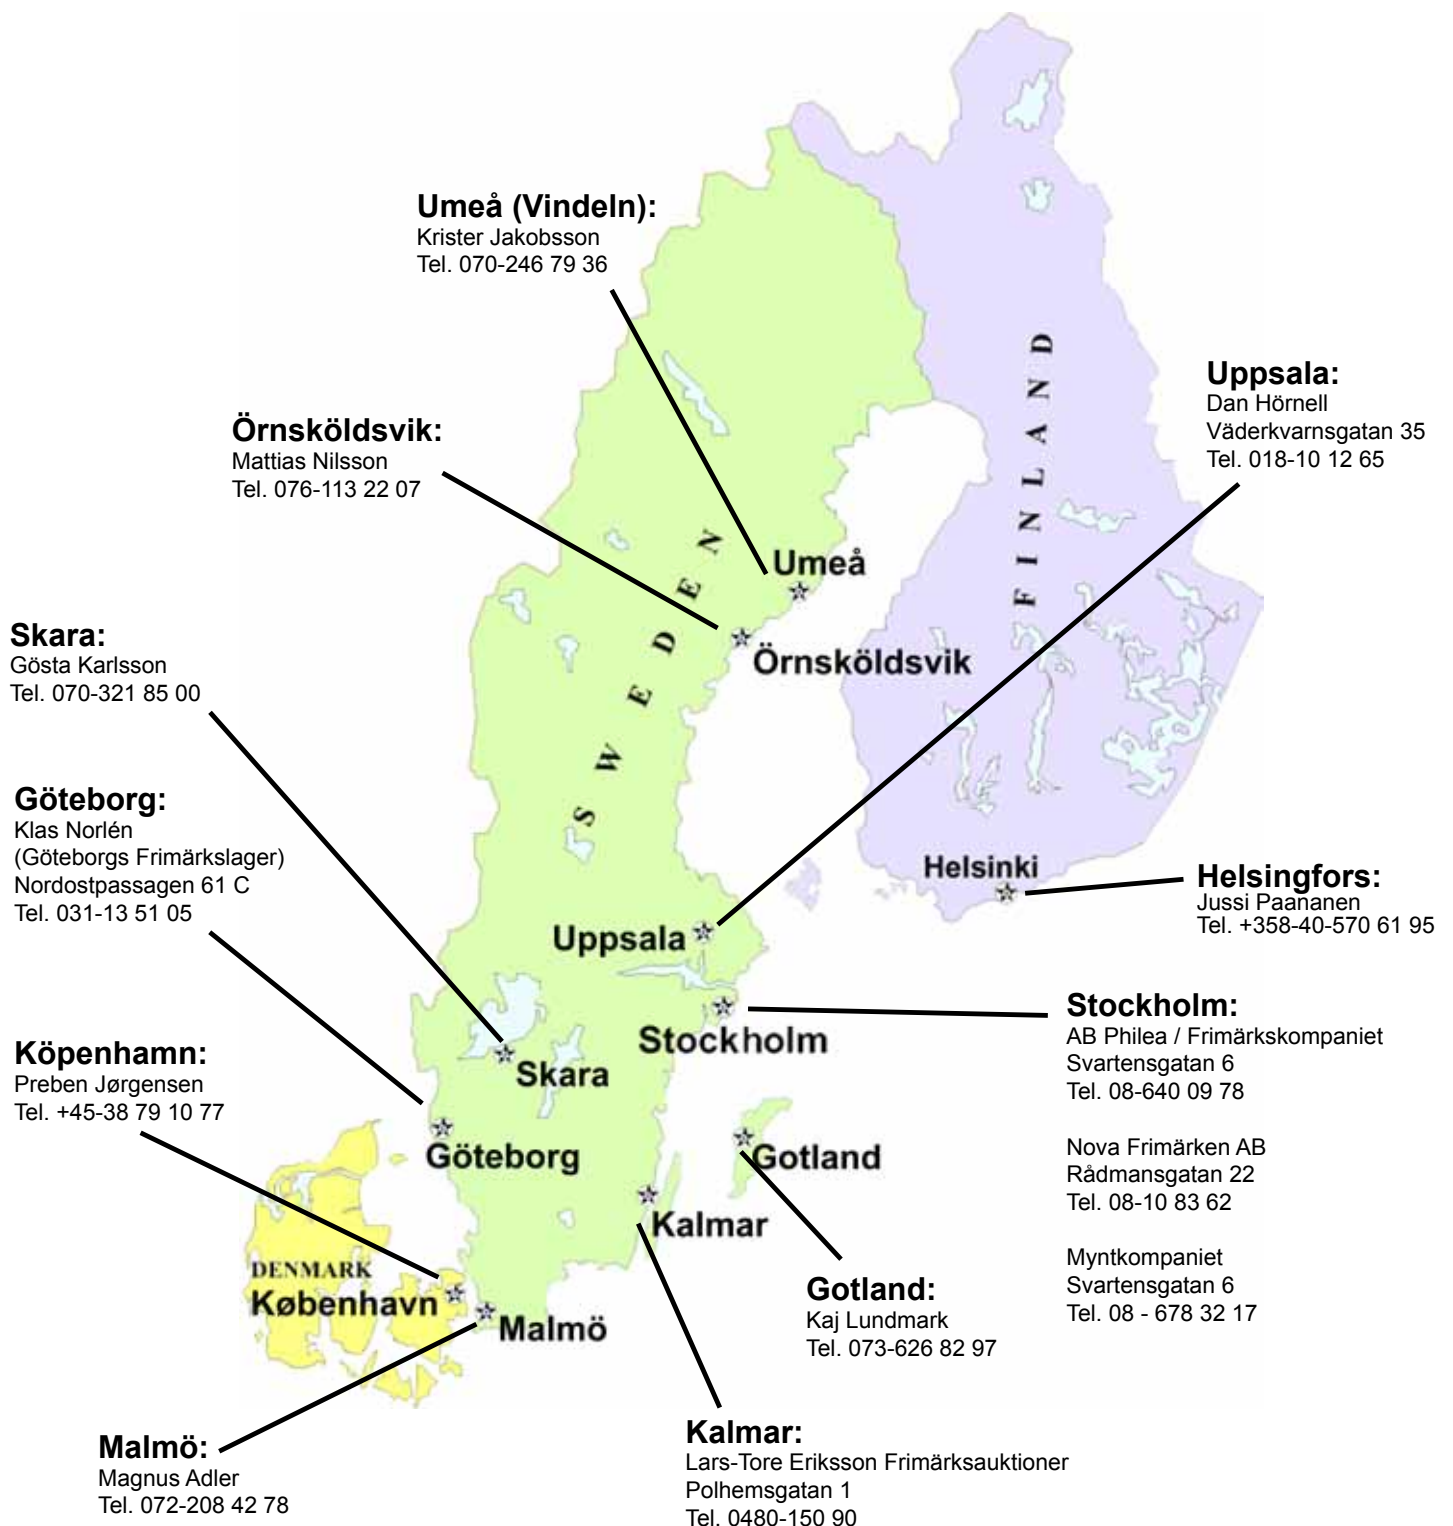 Umeå (Vindeln):
Krister Jakobsson
Tel. 070-246 79 36
Örnsköldsvik:
Mattias Nilsson
Tel. 076-113 22 07
Uppsala:
Dan Hörnell
Väderkvarnsgatan 35
Tel. 018-10 12 65
FINLAND
SWEDEN
Umeå
Örnsköldsvik
Skara:
Gösta Karlsson
Tel. 070-321 85 00
Göteborg:
Klas Norlén
(Göteborgs Frimärkslager)
Nordostpassagen 61 C
Tel. 031-13 51 05
Helsinki
Helsingfors:
Jussi Paananen
Tel. +358-40-570 61 95
Uppsala
Stockholm
Skara
Stockholm:
AB Philea / Frimärkskompaniet
Svartensgatan 6
Tel. 08-640 09 78
Nova Frimärken AB
Rådmansgatan 22
Tel. 08-10 83 62
Myntkompaniet
Svartensgatan 6
Tel. 08 - 678 32 17
Köpenhamn:
Preben Jørgensen
Tel. +45-38 79 10 77
Göteborg
Gotland
Kalmar
DENMARK
København
Malmö
Gotland:
Kaj Lundmark
Tel. 073-626 82 97
Malmö:
Magnus Adler
Tel. 072-208 42 78
Kalmar:
Lars-Tore Eriksson Frimärksauktioner
Polhemsgatan 1
Tel. 0480-150 90